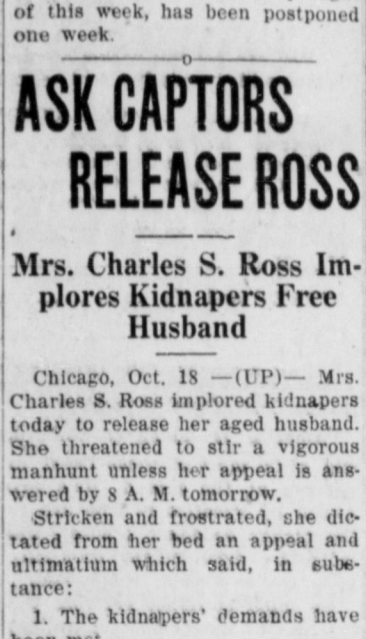 of this week, has been postponed
one week.
o
ASK CAPTORS
RELEASE ROSS
Mrs. Charles S. Ross Im-
plores Kidnapers Free
Husband
Chicago, Oct. 18 —(UP)— Mrs.
Charles S. Ross implored kidnapers
today to release her aged husband.
She threatened to stir a vigorous
manhunt unless her appeal is ans-
wered by 8 A. M. tomorrow.
Stricken and frostrated, she dic-
tated from her bed an appeal and
ultimatium which said, in subs-
tance:
1. The kidnapers' demands have
been met